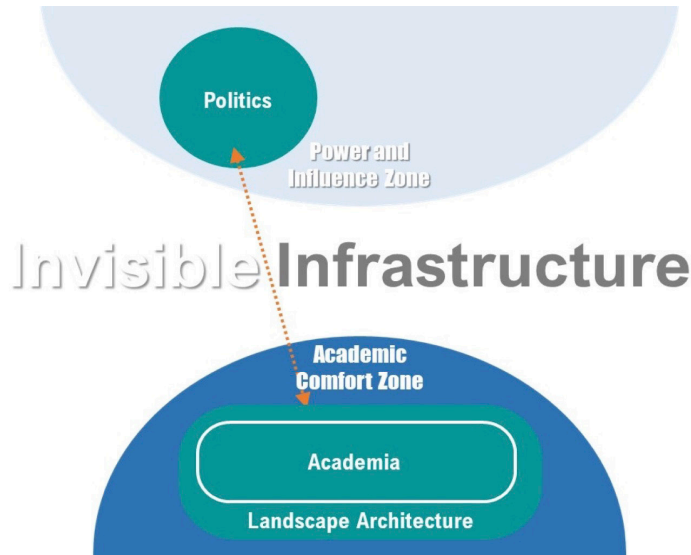 Politics
Power and
Influence Zone
Invisible Infrastructure
Academic
Comfort Zone
Academia
Landscape Architecture